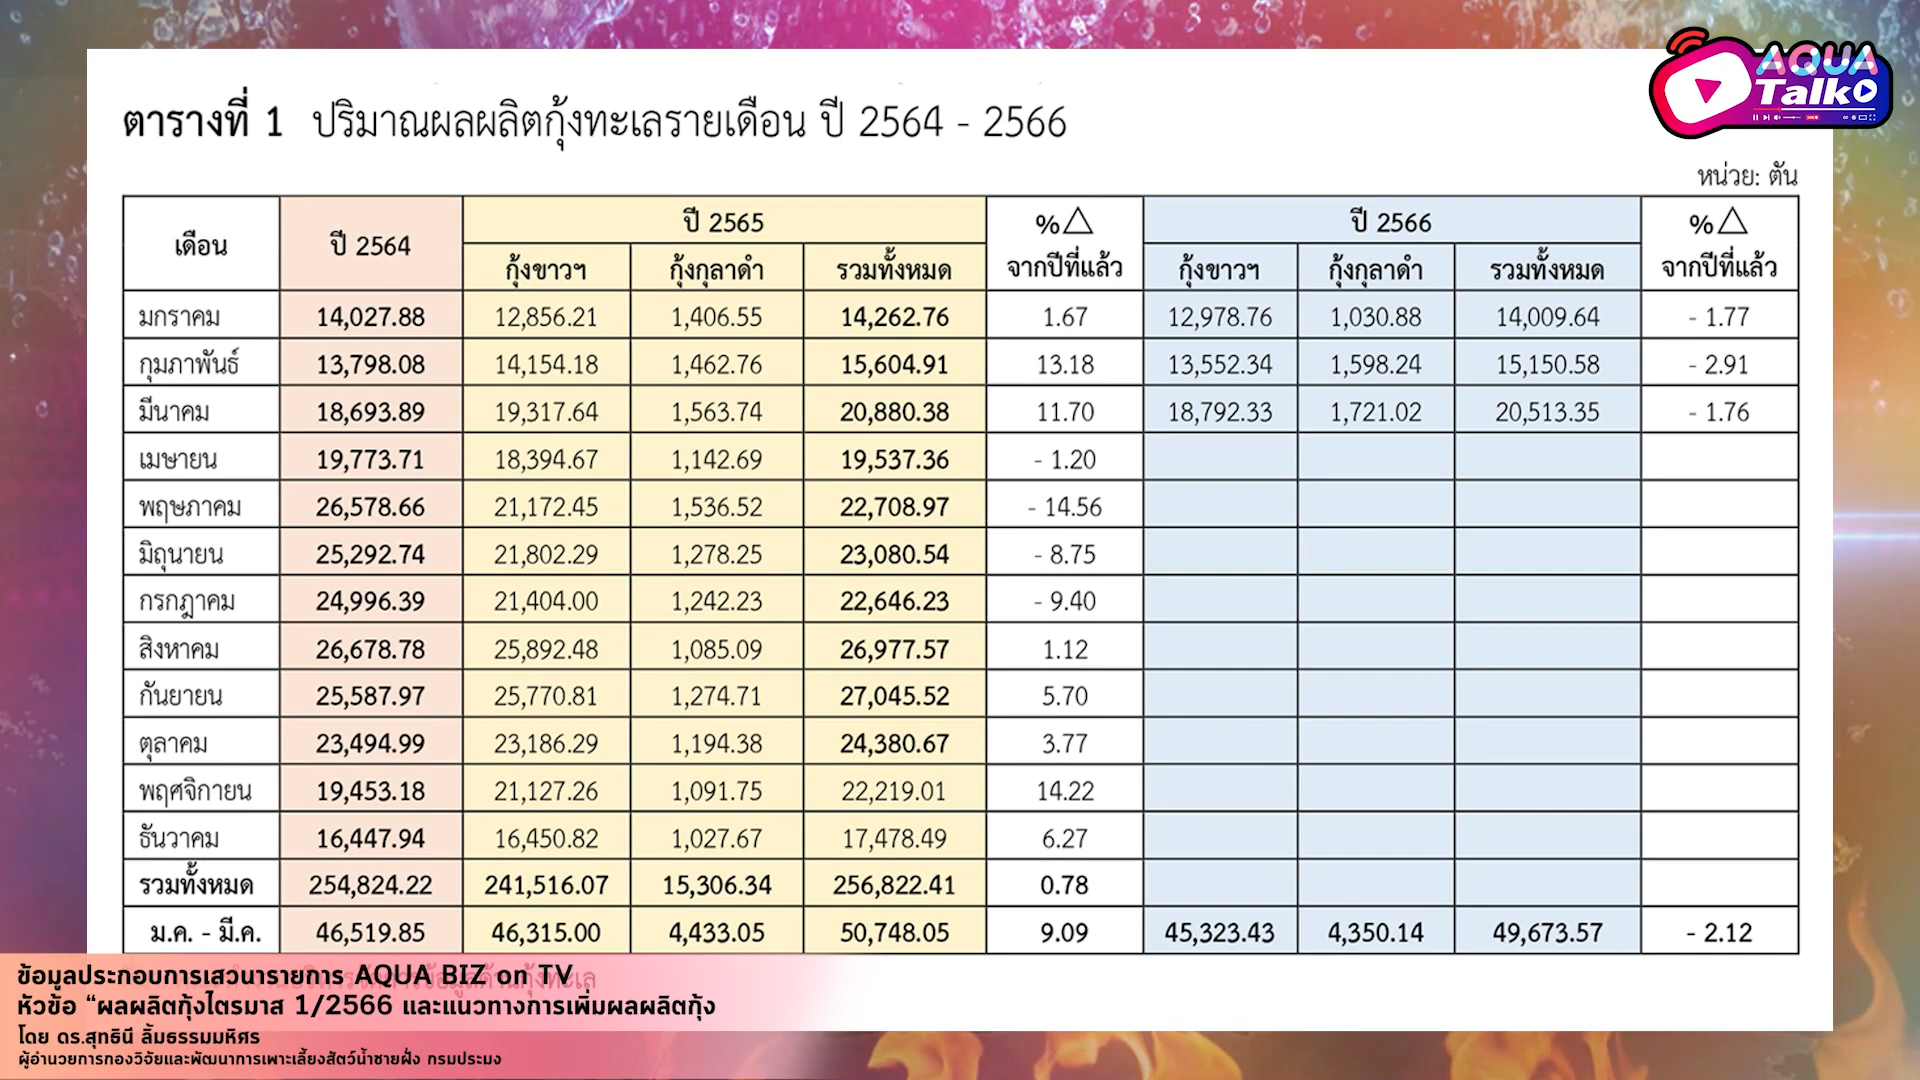 AQUA
Talk
ตารางที่ 1 ปริมาณผลผลิตกุ้งทะเลรายเดือน ปี 2564 - 2566
หน่วย: ตัน
เดือน ปี 2564 ปี 2565 %△ จากปีที่แล้ว ปี 2566 %△ จากปีที่แล้ว
กุ้งขาวฯ กุ้งกุลาดำ รวมทั้งหมด กุ้งขาวฯ กุ้งกุลาดำ รวมทั้งหมด
มกราคม 14,027.88 12,856.21 1,406.55 14,262.76 1.67 12,978.76 1,030.88 14,009.64 - 1.77
กุมภาพันธ์ 13,798.08 14,154.18 1,462.76 15,604.91 13.18 13,552.34 1,598.24 15,150.58 - 2.91
มีนาคม 18,693.89 19,317.64 1,563.74 20,880.38 11.70 18,792.33 1,721.02 20,513.35 - 1.76
เมษายน 19,773.71 18,394.67 1,142.69 19,537.36 - 1.20
พฤษภาคม 26,578.66 21,172.45 1,536.52 22,708.97 - 14.56
มิถุนายน 25,292.74 21,802.29 1,278.25 23,080.54 - 8.75
กรกฎาคม 24,996.39 21,404.00 1,242.23 22,646.23 - 9.40
สิงหาคม 26,678.78 25,892.48 1,085.09 26,977.57 1.12
กันยายน 25,587.97 25,770.81 1,274.71 27,045.52 5.70
ตุลาคม 23,494.99 23,186.29 1,194.38 24,380.67 3.77
พฤศจิกายน 19,453.18 21,127.26 1,091.75 22,219.01 14.22
ธันวาคม 16,447.94 16,450.82 1,027.67 17,478.49 6.27
รวมทั้งหมด 254,824.22 241,516.07 15,306.34 256,822.41 0.78
ม.ค. - มี.ค. 46,519.85 46,315.00 4,433.05 50,748.05 9.09 45,323.43 4,350.14 49,673.57 - 2.12
ข้อมูลประกอบการเสวนารายการ AQUA BIZ on TV
หัวข้อ “ผลผลิตกุ้งไตรมาส 1/2566 และแนวทางการเพิ่มผลผลิตกุ้ง
โดย ดร.สุทธินี ลิ้มธรรมมหิศร
ผู้อำนวยการกองวิจัยและพัฒนาการเพาะเลี้ยงสัตว์น้ำชายฝั่ง กรมประมง